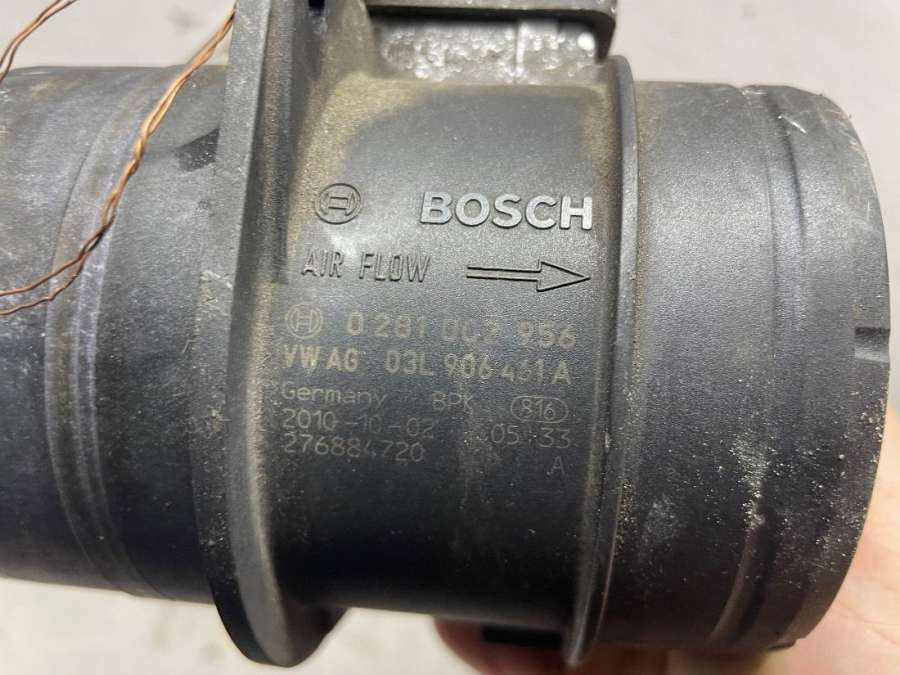 BOSCH
AIR FLOW
0 281 002 956
VW AG 03L 906 461 A
Germany BPK 816
2010-10-02 05:33
276884720 A